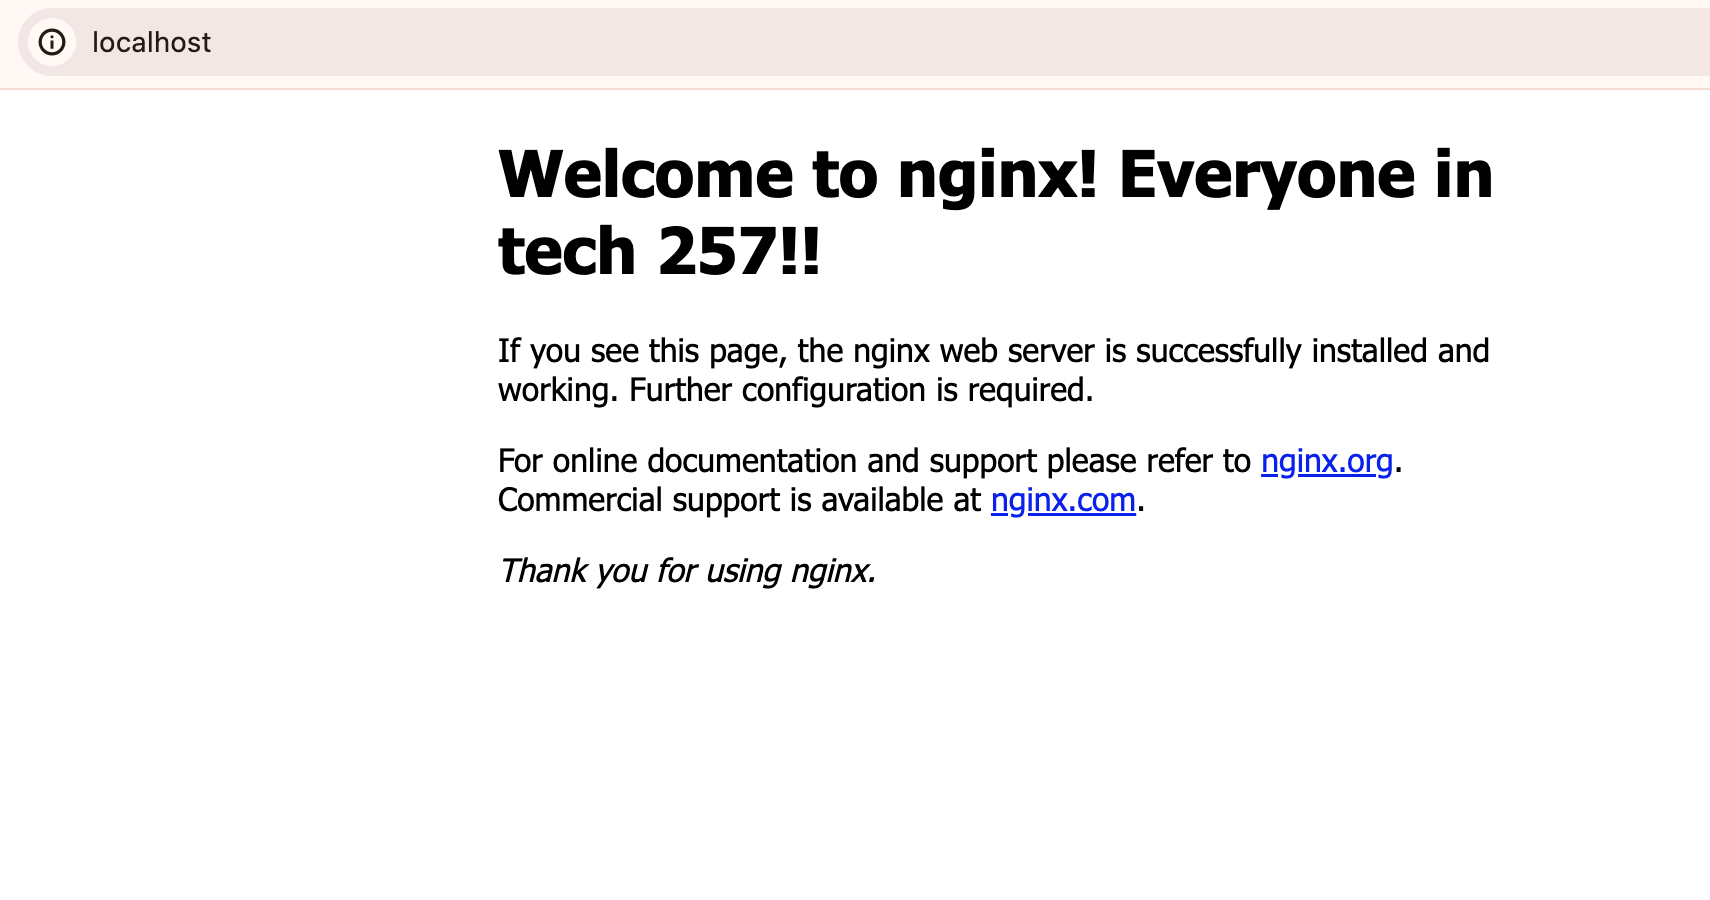 localhost
Welcome to nginx! Everyone in
tech 257!!
If you see this page, the nginx web server is successfully installed and
working. Further configuration is required.
For online documentation and support please refer to nginx.org.
Commercial support is available at nginx.com.
Thank you for using nginx.